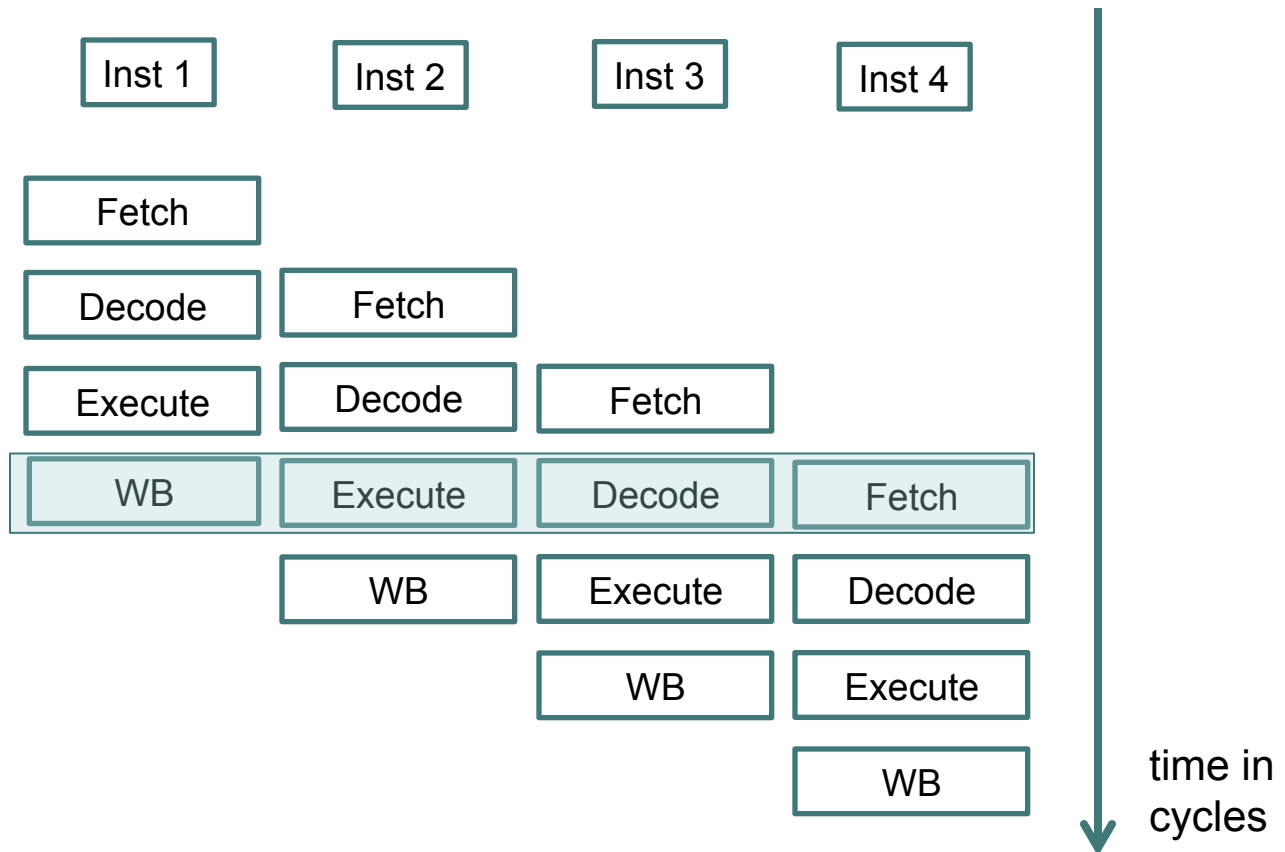 Inst 1 Inst 2 Inst 3 Inst 4
Fetch
Decode Fetch
Execute Decode Fetch
WB Execute Decode Fetch
WB Execute Decode
WB Execute
WB
time in
cycles